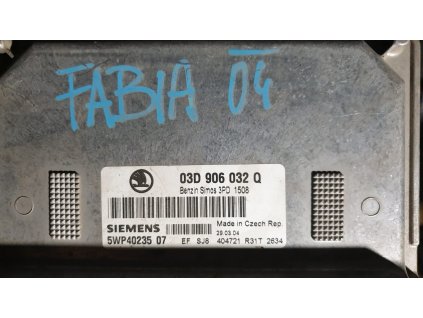 FABIA 04
03D 906 032 Q
Benzin Simos 3PD 1508
SIEMENS
Made in Czech Rep.
29.03.04
5WP40235 07
EF SJ8 404721 R31T 2634